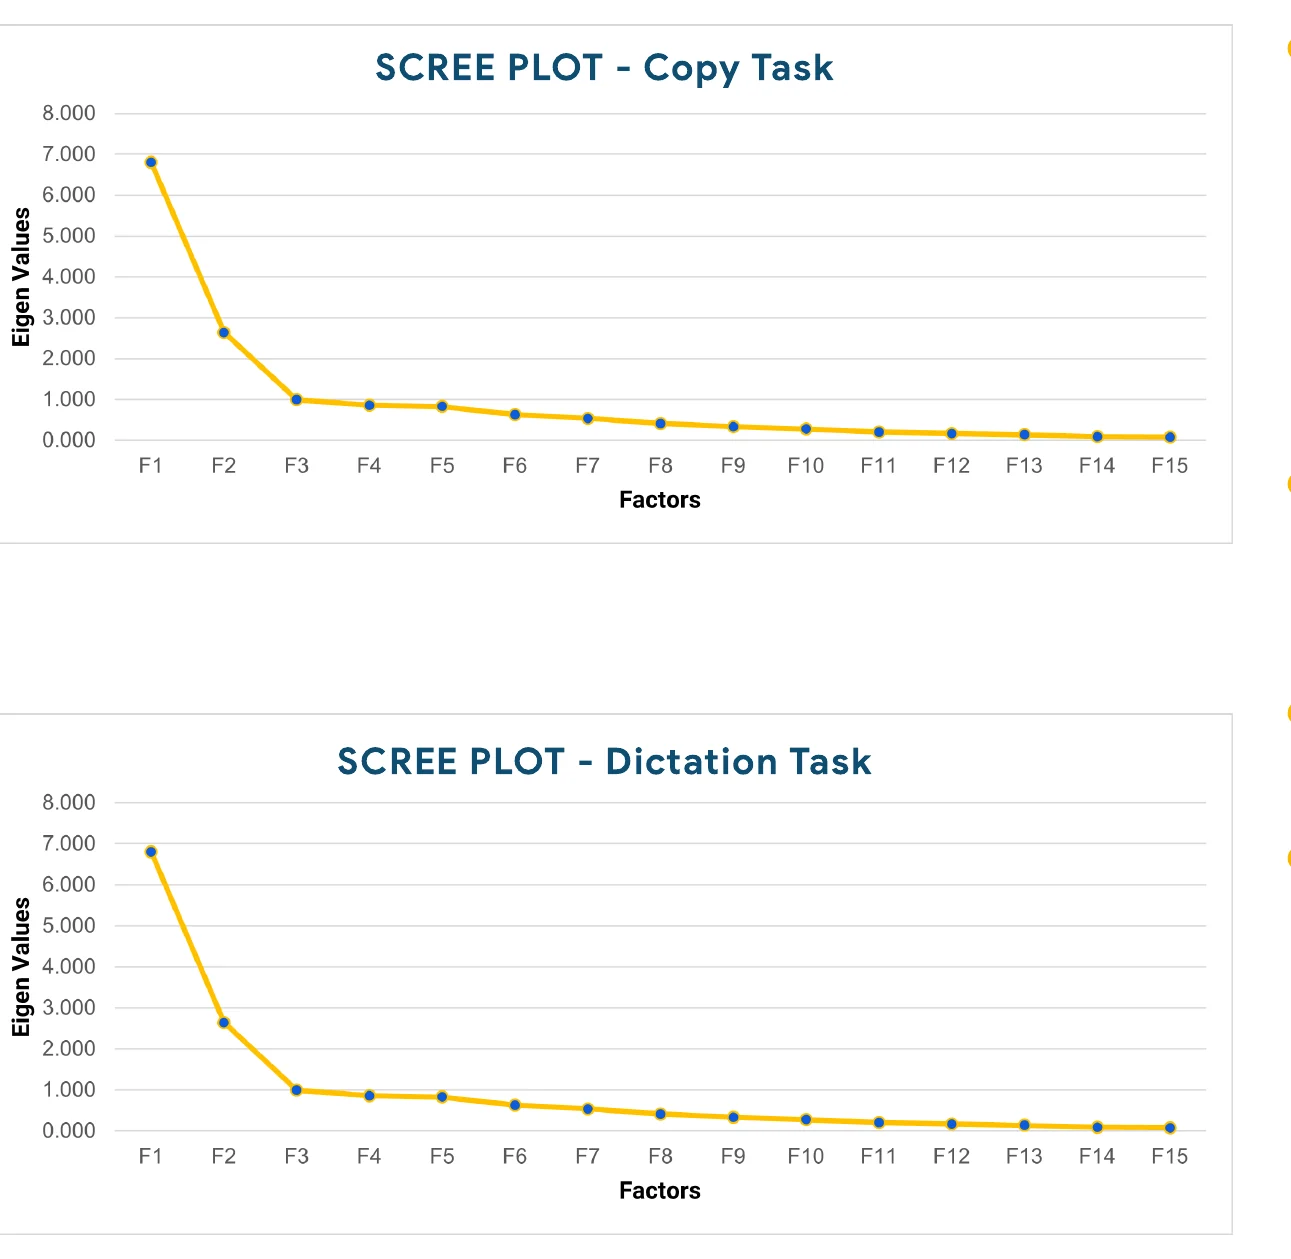 SCREE PLOT - Copy Task
8.000
7.000
6.000
5.000
4.000
3.000
2.000
1.000
0.000
Eigen Values
F1 F2 F3 F4 F5 F6 F7 F8 F9 F10 F11 F12 F13 F14 F15
Factors
SCREE PLOT - Dictation Task
8.000
7.000
6.000
5.000
4.000
3.000
2.000
1.000
0.000
Eigen Values
F1 F2 F3 F4 F5 F6 F7 F8 F9 F10 F11 F12 F13 F14 F15
Factors